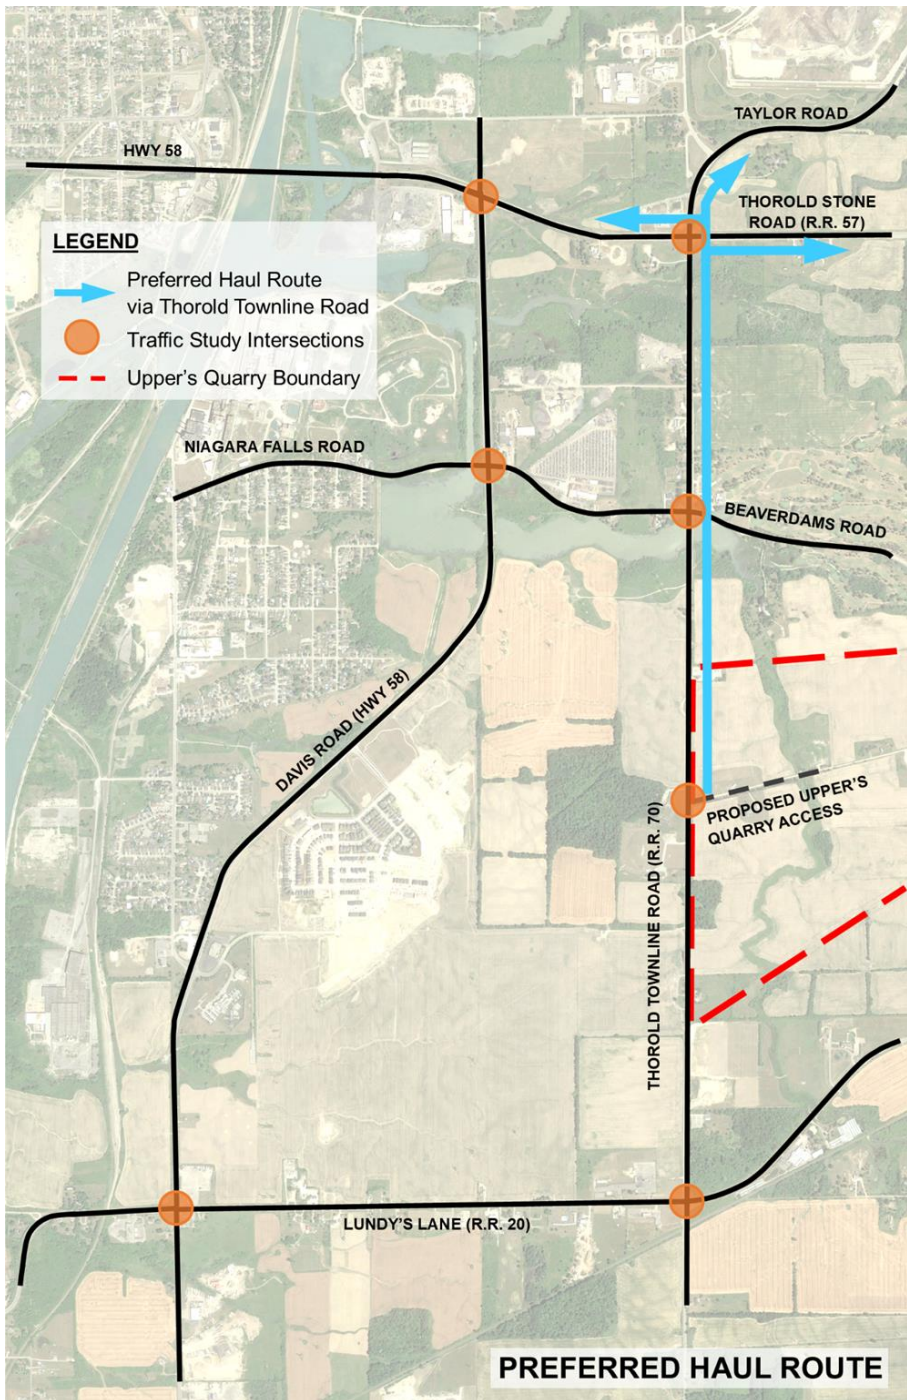 TAYLOR ROAD
HWY 58
THOROLD STONE
ROAD (R.R. 57)
LEGEND
Preferred Haul Route
via Thorold Townline Road
Traffic Study Intersections
Upper's Quarry Boundary
NIAGARA FALLS ROAD
BEAVERDAMS ROAD
DAVIS ROAD (HWY 58)
PROPOSED UPPER'S
QUARRY ACCESS
THOROLD TOWNLINE ROAD (R.R. 70)
LUNDY'S LANE (R.R. 20)
PREFERRED HAUL ROUTE